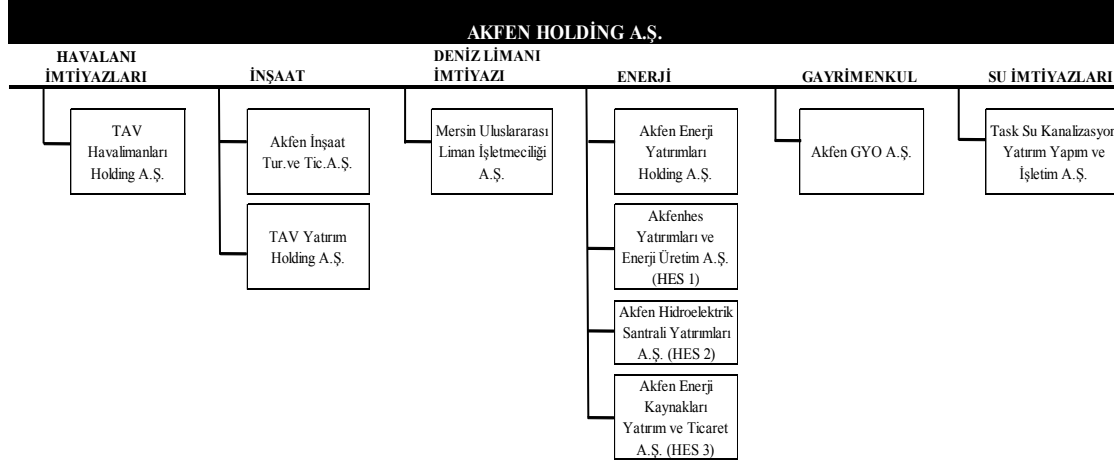 AKFEN HOLDİNG A.Ş.
HAVALANI
İMTİYAZLARI
İNŞAAT
DENİZ LİMANI
İMTİYAZI
ENERJİ
GAYRİMENKUL
SU İMTİYAZLARI
TAV
Havalimanları
Holding A.Ş.
Akfen İnşaat
Tur.ve Tic.A.Ş.
TAV Yatırım
Holding A.Ş.
Mersin Uluslararası
Liman İşletmeciliği
A.Ş.
Akfen Enerji
Yatırımları
Holding A.Ş.
Akfenhes
Yatırımları ve
Enerji Üretim A.Ş.
(HES 1)
Akfen Hidroelektrik
Santrali Yatırımları
A.Ş. (HES 2)
Akfen Enerji
Kaynakları
Yatırım ve Ticaret
A.Ş. (HES 3)
Akfen GYO A.Ş.
Task Su Kanalizasyon
Yatırım Yapım ve
İşletim A.Ş.